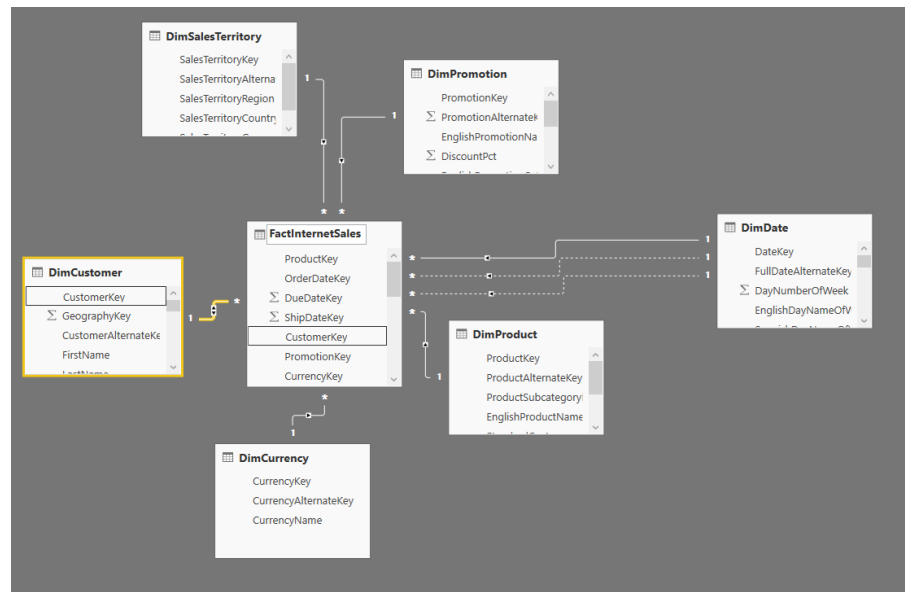 DimSalesTerritory
SalesTerritoryKey
SalesTerritoryAlterna
SalesTerritoryRegion
SalesTerritoryCountr
1
DimPromotion
PromotionKey
Σ PromotionAlternateK
EnglishPromotionNa
Σ DiscountPct
1
* *
FactInternetSales
ProductKey
OrderDateKey
Σ DueDateKey
Σ ShipDateKey
CustomerKey
PromotionKey
CurrencyKey
*
*
*
*
*
*
DimDate
DateKey
FullDateAlternateKey
Σ DayNumberOfWeek
EnglishDayNameOfV
1
1
1
DimCustomer
CustomerKey
Σ GeographyKey
CustomerAlternateKe
FirstName
LastName
1
DimProduct
ProductKey
ProductAlternateKey
ProductSubcategory
EnglishProductName
1
1
DimCurrency
CurrencyKey
CurrencyAlternateKey
CurrencyName